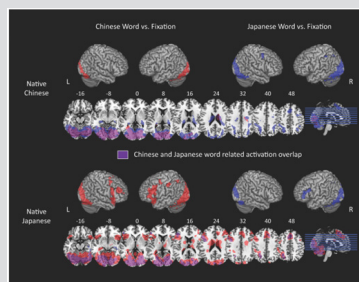 Chinese Word vs. Fixation Japanese Word vs. Fixation
Native
Chinese
L R
-16 -8 0 8 16 24 32 40 48
Chinese and Japanese word related activation overlap
Native
Japanese
L R
-16 -8 0 8 16 24 32 40 48